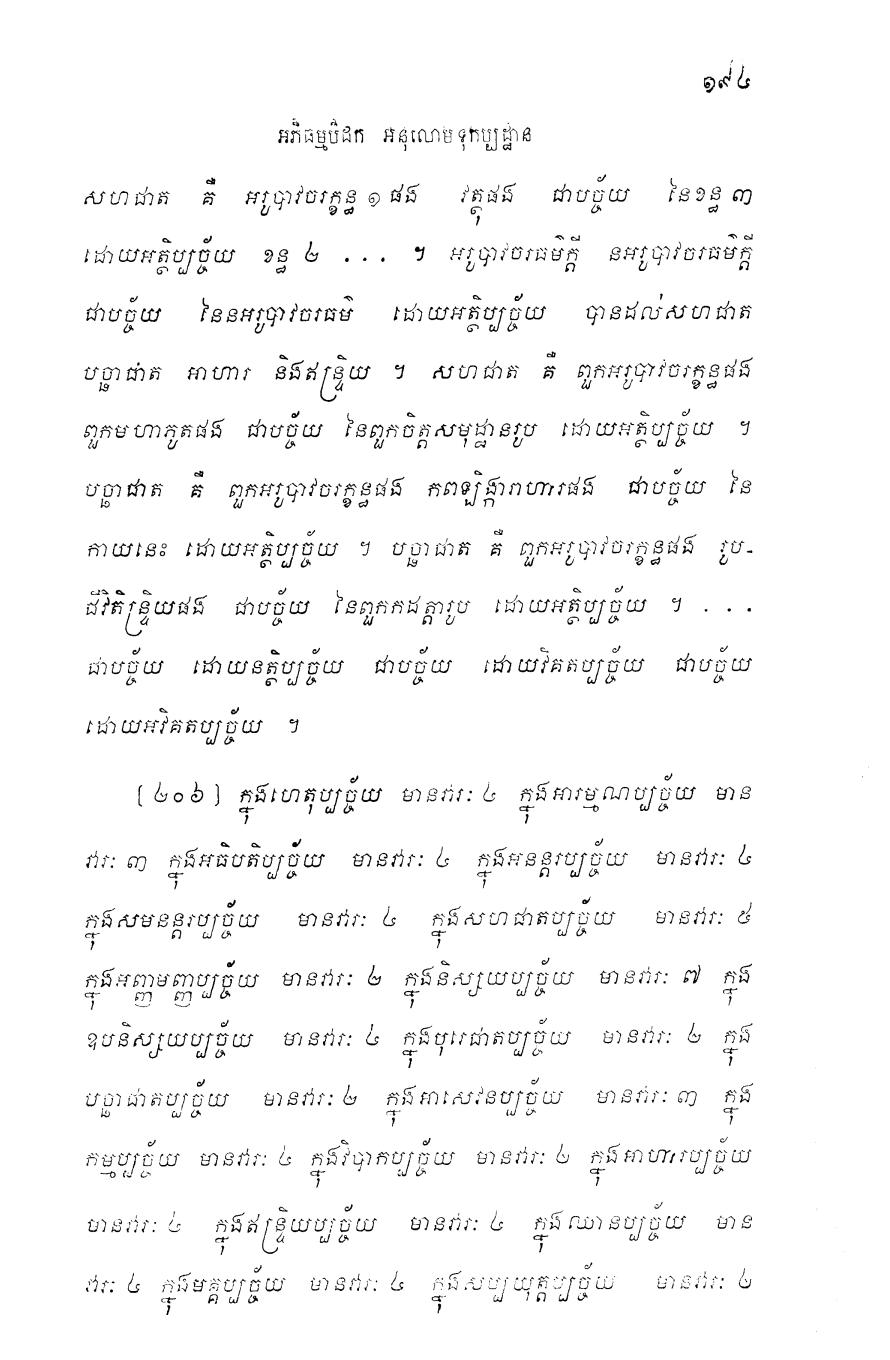 ១៩៤
អភិធម្មបិដក អនុលោមទុកប្បដ្ឋាន
សហជាត គឺ អរូបាវចរក្ខន្ធ ១ ផង វត្ថុផង ជាបច្ច័យ នៃខន្ធ ៣
ដោយអត្ថិប្បច្ច័យ ខន្ធ ២ . . . ។ អរូបាវចរធម៌ក្តី នអរូបាវចរធម៌ក្តី
ជាបច្ច័យ នៃនអរូបាវចរធម៌ ដោយអត្ថិប្បច្ច័យ បានដល់សហជាត
បច្ឆាជាត អាហារ និងឥន្ទ្រិយ ។ សហជាត គឺ ពួកអរូបាវចរក្ខន្ធផង
ពួកមហាភូតផង ជាបច្ច័យ នៃពួកចិត្តសមុដ្ឋានរូប ដោយអត្ថិប្បច្ច័យ ។
បច្ឆាជាត គឺ ពួកអរូបាវចរក្ខន្ធផង កពឡិង្ការាហារផង ជាបច្ច័យ នៃ
កាយនេះ ដោយអត្ថិប្បច្ច័យ ។ បច្ឆាជាត គឺ ពួកអរូបាវចរក្ខន្ធផង រូប-
ជីវិតិន្ទ្រិយផង ជាបច្ច័យ នៃពួកកដត្តារូប ដោយអត្ថិប្បច្ច័យ ។ . . .
ជាបច្ច័យ ដោយនត្ថិប្បច្ច័យ ជាបច្ច័យ ដោយវិគតប្បច្ច័យ ជាបច្ច័យ
ដោយអវិគតប្បច្ច័យ ។
[ ២០៦ ] ក្នុងហេតុប្បច្ច័យ មានវារៈ ៤ ក្នុងអារម្មណប្បច្ច័យ មាន
វារៈ ៣ ក្នុងអធិបតិប្បច្ច័យ មានវារៈ ៤ ក្នុងអនន្តរប្បច្ច័យ មានវារៈ ៤
ក្នុងសមនន្តរប្បច្ច័យ មានវារៈ ៤ ក្នុងសហជាតប្បច្ច័យ មានវារៈ ៥
ក្នុងអញ្ញមញ្ញប្បច្ច័យ មានវារៈ ២ ក្នុងនិស្សយប្បច្ច័យ មានវារៈ ៧ ក្នុង
ឧបនិស្សយប្បច្ច័យ មានវារៈ ៤ ក្នុងបុរេជាតប្បច្ច័យ មានវារៈ ២ ក្នុង
បច្ឆាជាតប្បច្ច័យ មានវារៈ ២ ក្នុងអាសេវនប្បច្ច័យ មានវារៈ ៣ ក្នុង
កម្មប្បច្ច័យ មានវារៈ ៤ ក្នុងវិបាកប្បច្ច័យ មានវារៈ ២ ក្នុងអាហារប្បច្ច័យ
មានវារៈ ៤ ក្នុងឥន្ទ្រិយប្បច្ច័យ មានវារៈ ៤ ក្នុងឈានប្បច្ច័យ មាន
វារៈ ៤ ក្នុងមគ្គប្បច្ច័យ មានវារៈ ៤ ក្នុងសប្បយុត្តប្បច្ច័យ មានវារៈ ២